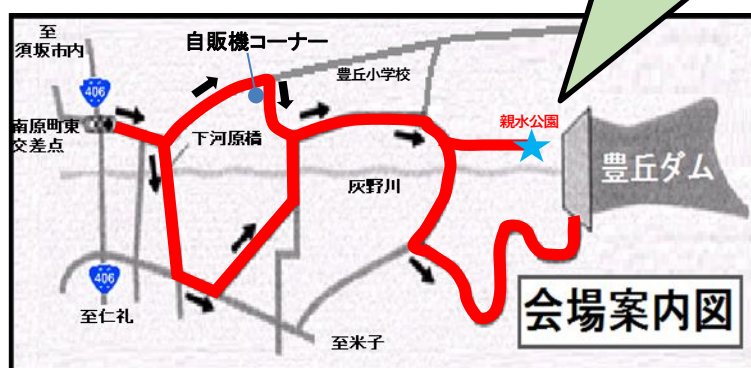 至
須坂市内
自販機コーナー
豊丘小学校
406
南原町東
交差点
下河原橋
親水公園
豊丘ダム
灰野川
406
至仁礼
至米子
会場案内図